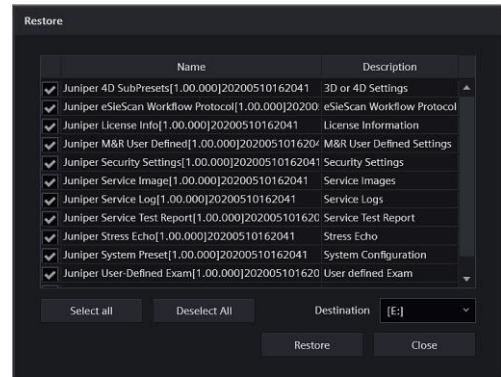 Restore
Name Description
Juniper 4D SubPresets[1.00.000]20200510162041 3D or 4D Settings
Juniper eSieScan Workflow Protocol[1.00.000]20200: eSieScan Workflow Protocol
Juniper License Info[1.00.000]20200510162041 License Information
Juniper M&R User Defined[1.00.000]2020051016204 M&R User Defined Settings
Juniper Security Settings[1.00.000]20200510162041 Security Settings
Juniper Service Image[1.00.000]20200510162041 Service Images
Juniper Service Log[1.00.000]20200510162041 Service Logs
Juniper Service Test Report[1.00.000]202005101620 Service Test Report
Juniper Stress Echo[1.00.000]20200510162041 Stress Echo
Juniper System Preset[1.00.000]20200510162041 System Configuration
Juniper User-Defined Exam[1.00.000]202005101620 User defined Exam
Select all Deselect All Destination [E:]
Restore Close